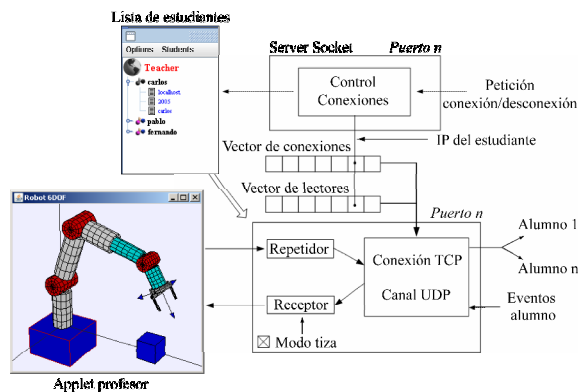 Lista de estudiantes
Options Students
Teacher
carlos
localhost
2005
carlos
pablo
fernando
Server Socket
Puerto n
Control
Conexiones
Petición
conexión/desconexión
IP del estudiante
Vector de conexiones
Vector de lectores
Puerto n
Robot 6DOF
Repetidor
Receptor
Modo tiza
Conexión TCP
Canal UDP
Alumno 1
Alumno n
Eventos
alumno
Applet profesor